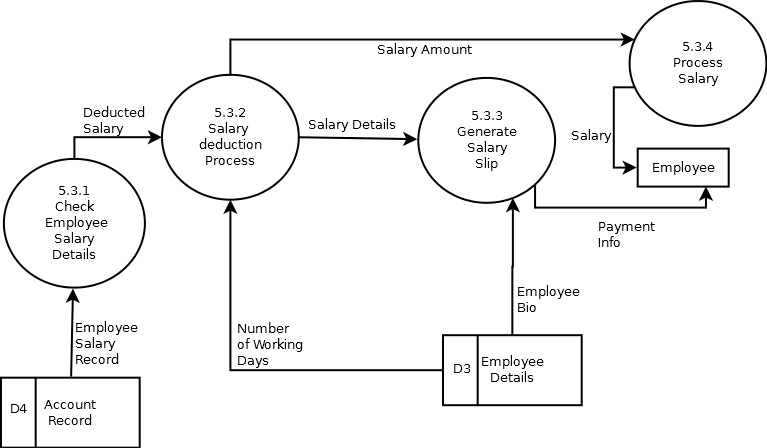 Salary Amount
5.3.4
Process
Salary
Deducted
Salary
5.3.2
Salary
deduction
Process
Salary Details
5.3.3
Generate
Salary
Slip
Salary
Employee
5.3.1
Check
Employee
Salary
Details
Payment
Info
Employee
Bio
Employee
Salary
Record
Number
of Working
Days
D3
Employee
Details
D4
Account
Record